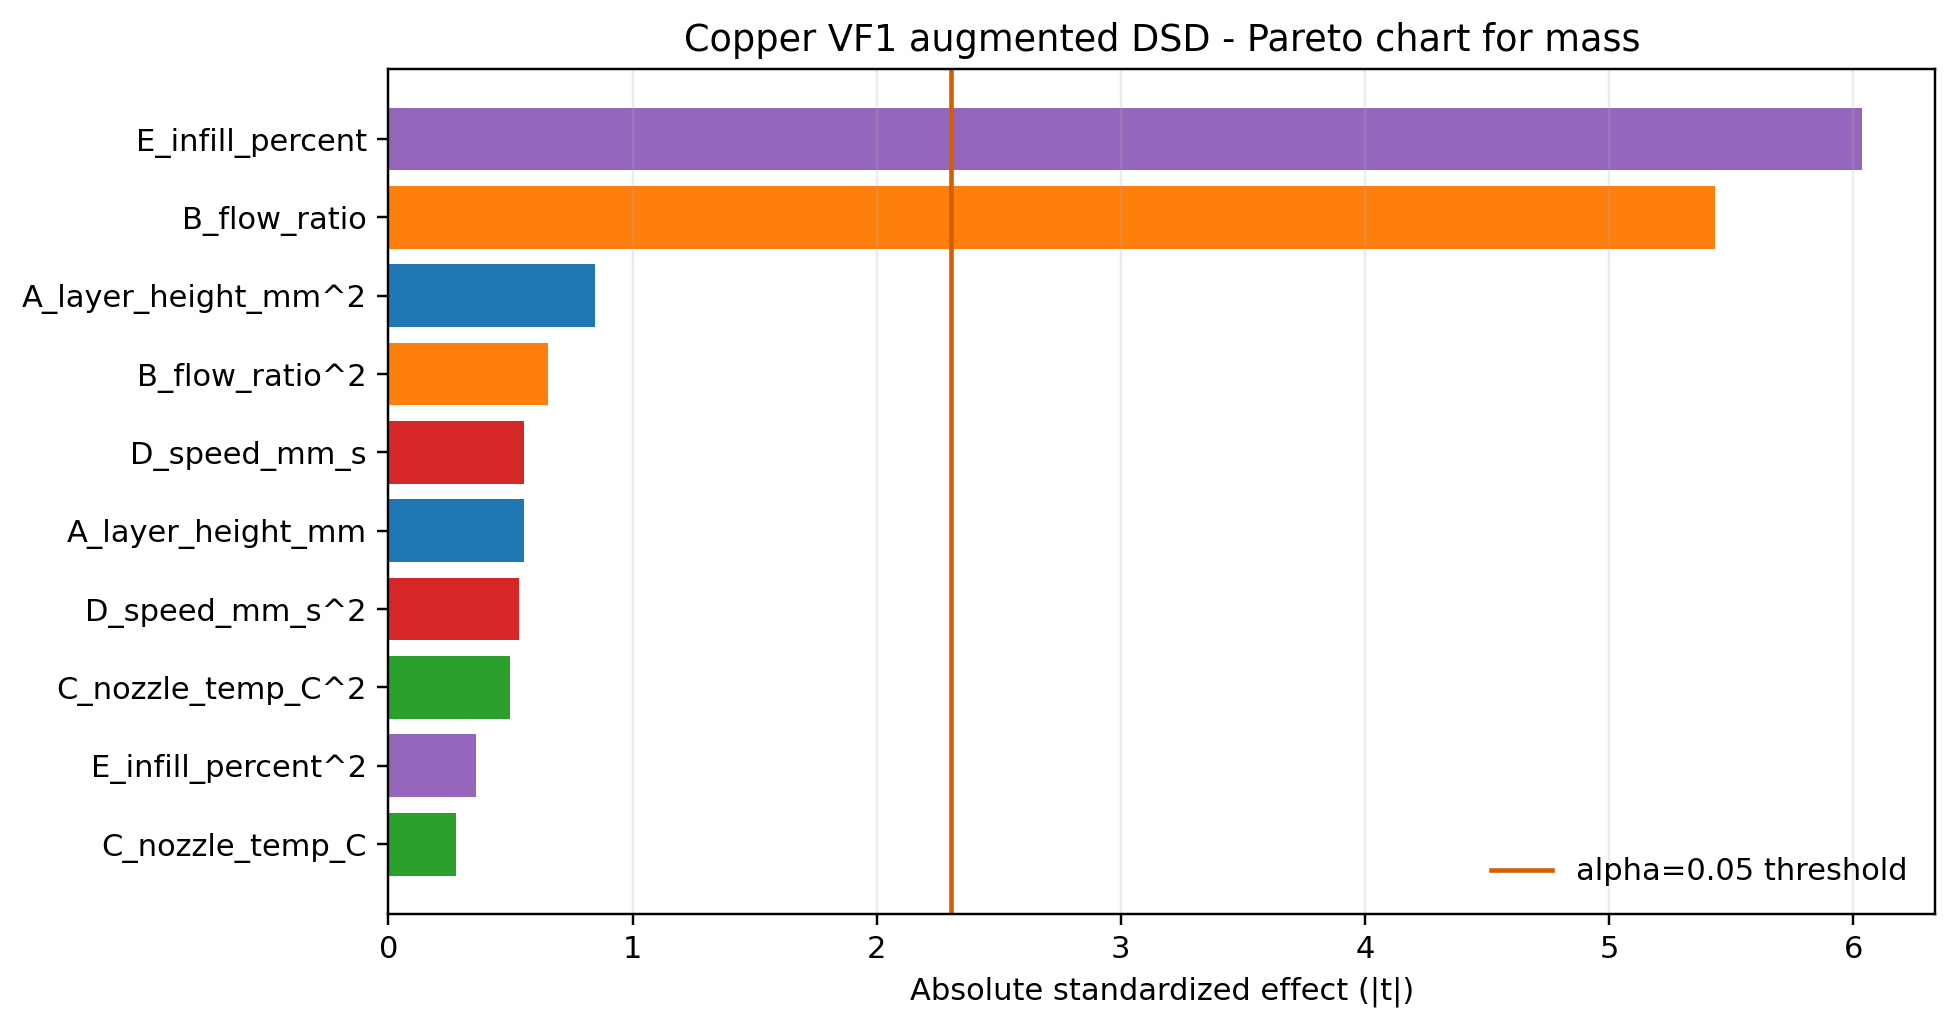 Copper VF1 augmented DSD - Pareto chart for mass
E_infill_percent
B_flow_ratio
A_layer_height_mm^2
B_flow_ratio^2
D_speed_mm_s
A_layer_height_mm
D_speed_mm_s^2
C_nozzle_temp_C^2
E_infill_percent^2
C_nozzle_temp_C
alpha=0.05 threshold
0 1 2 3 4 5 6
Absolute standardized effect (|t|)